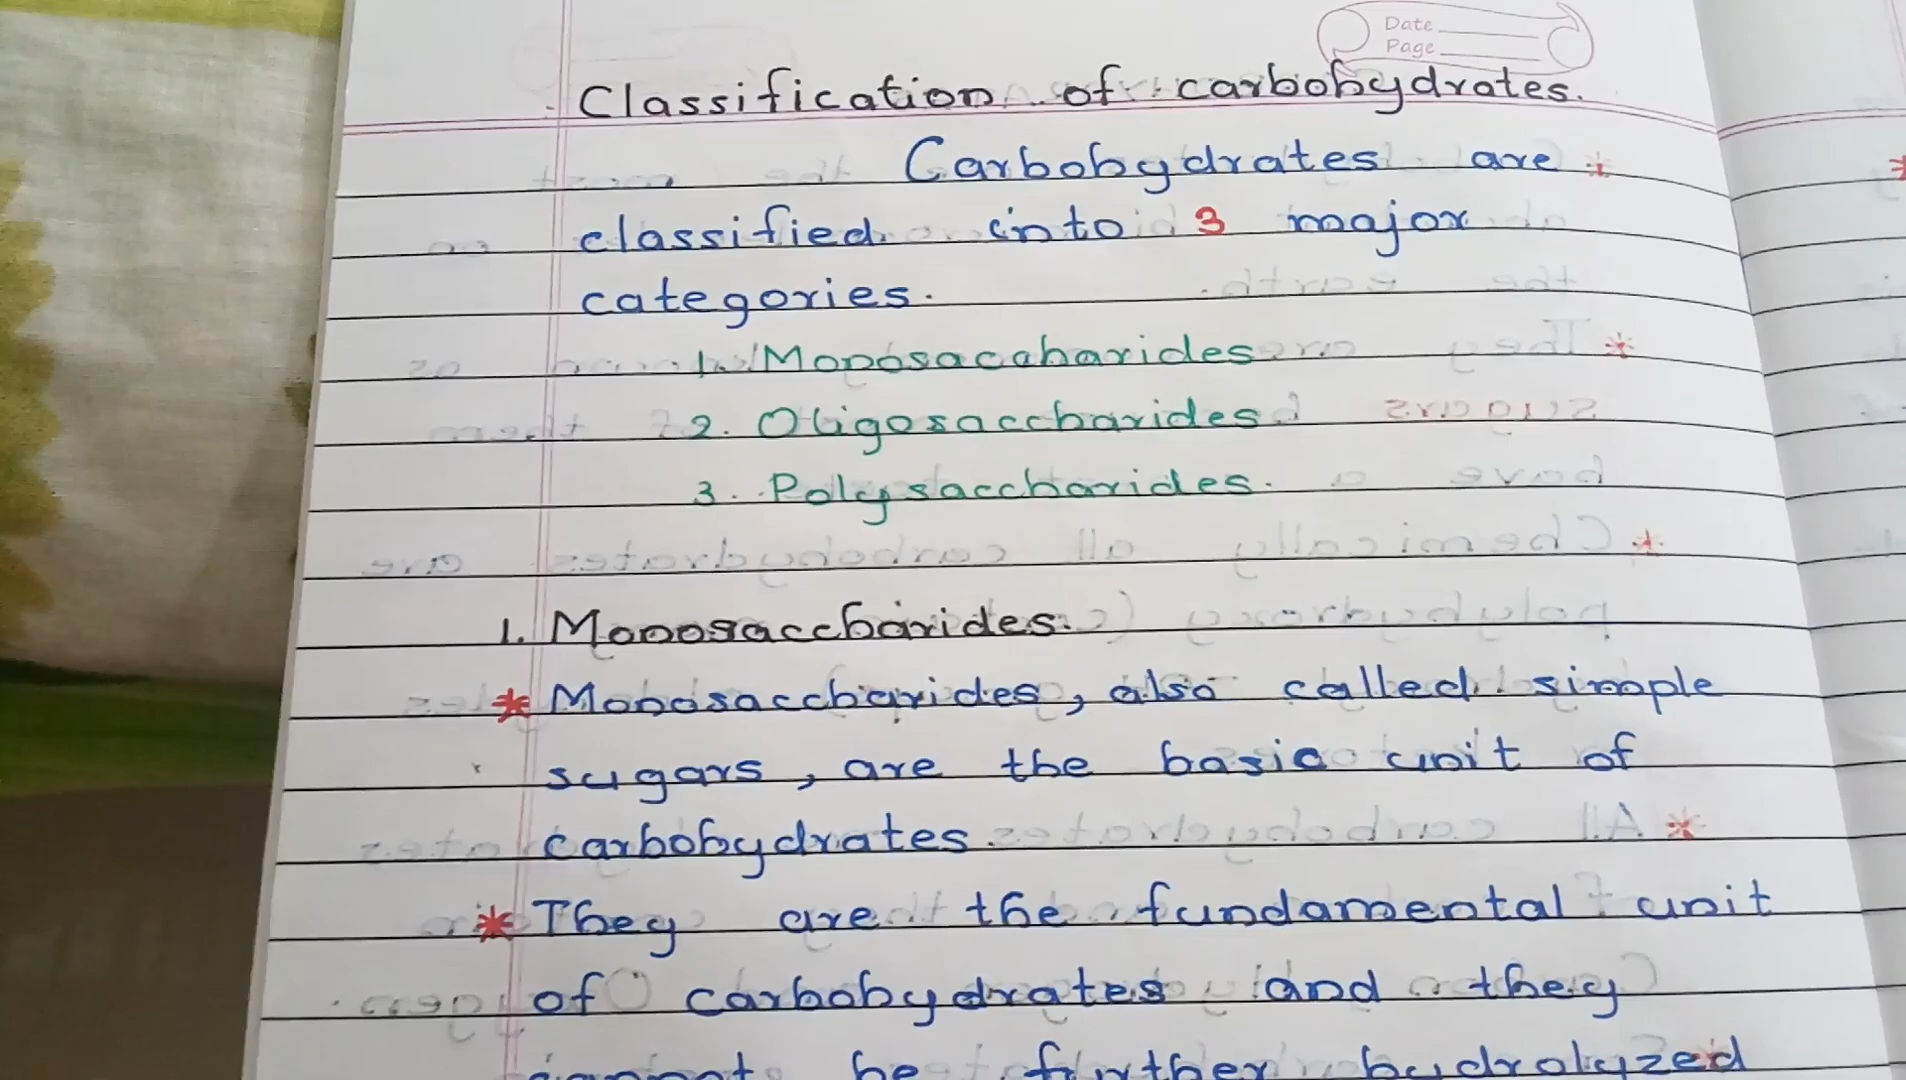 Date
Page
Classification of carbohydrates.
Carbohydrates are
classified into 3 major
categories.
1. Monosaccharides
2. Oligosaccharides
3. Polysaccharides.
1. Monosaccharides.
* Monosaccharides, also called simple
sugars, are the basic unit of
carbohydrates.
* They are the fundamental unit
of carbohydrates and they
cannot be further hydrolyzed